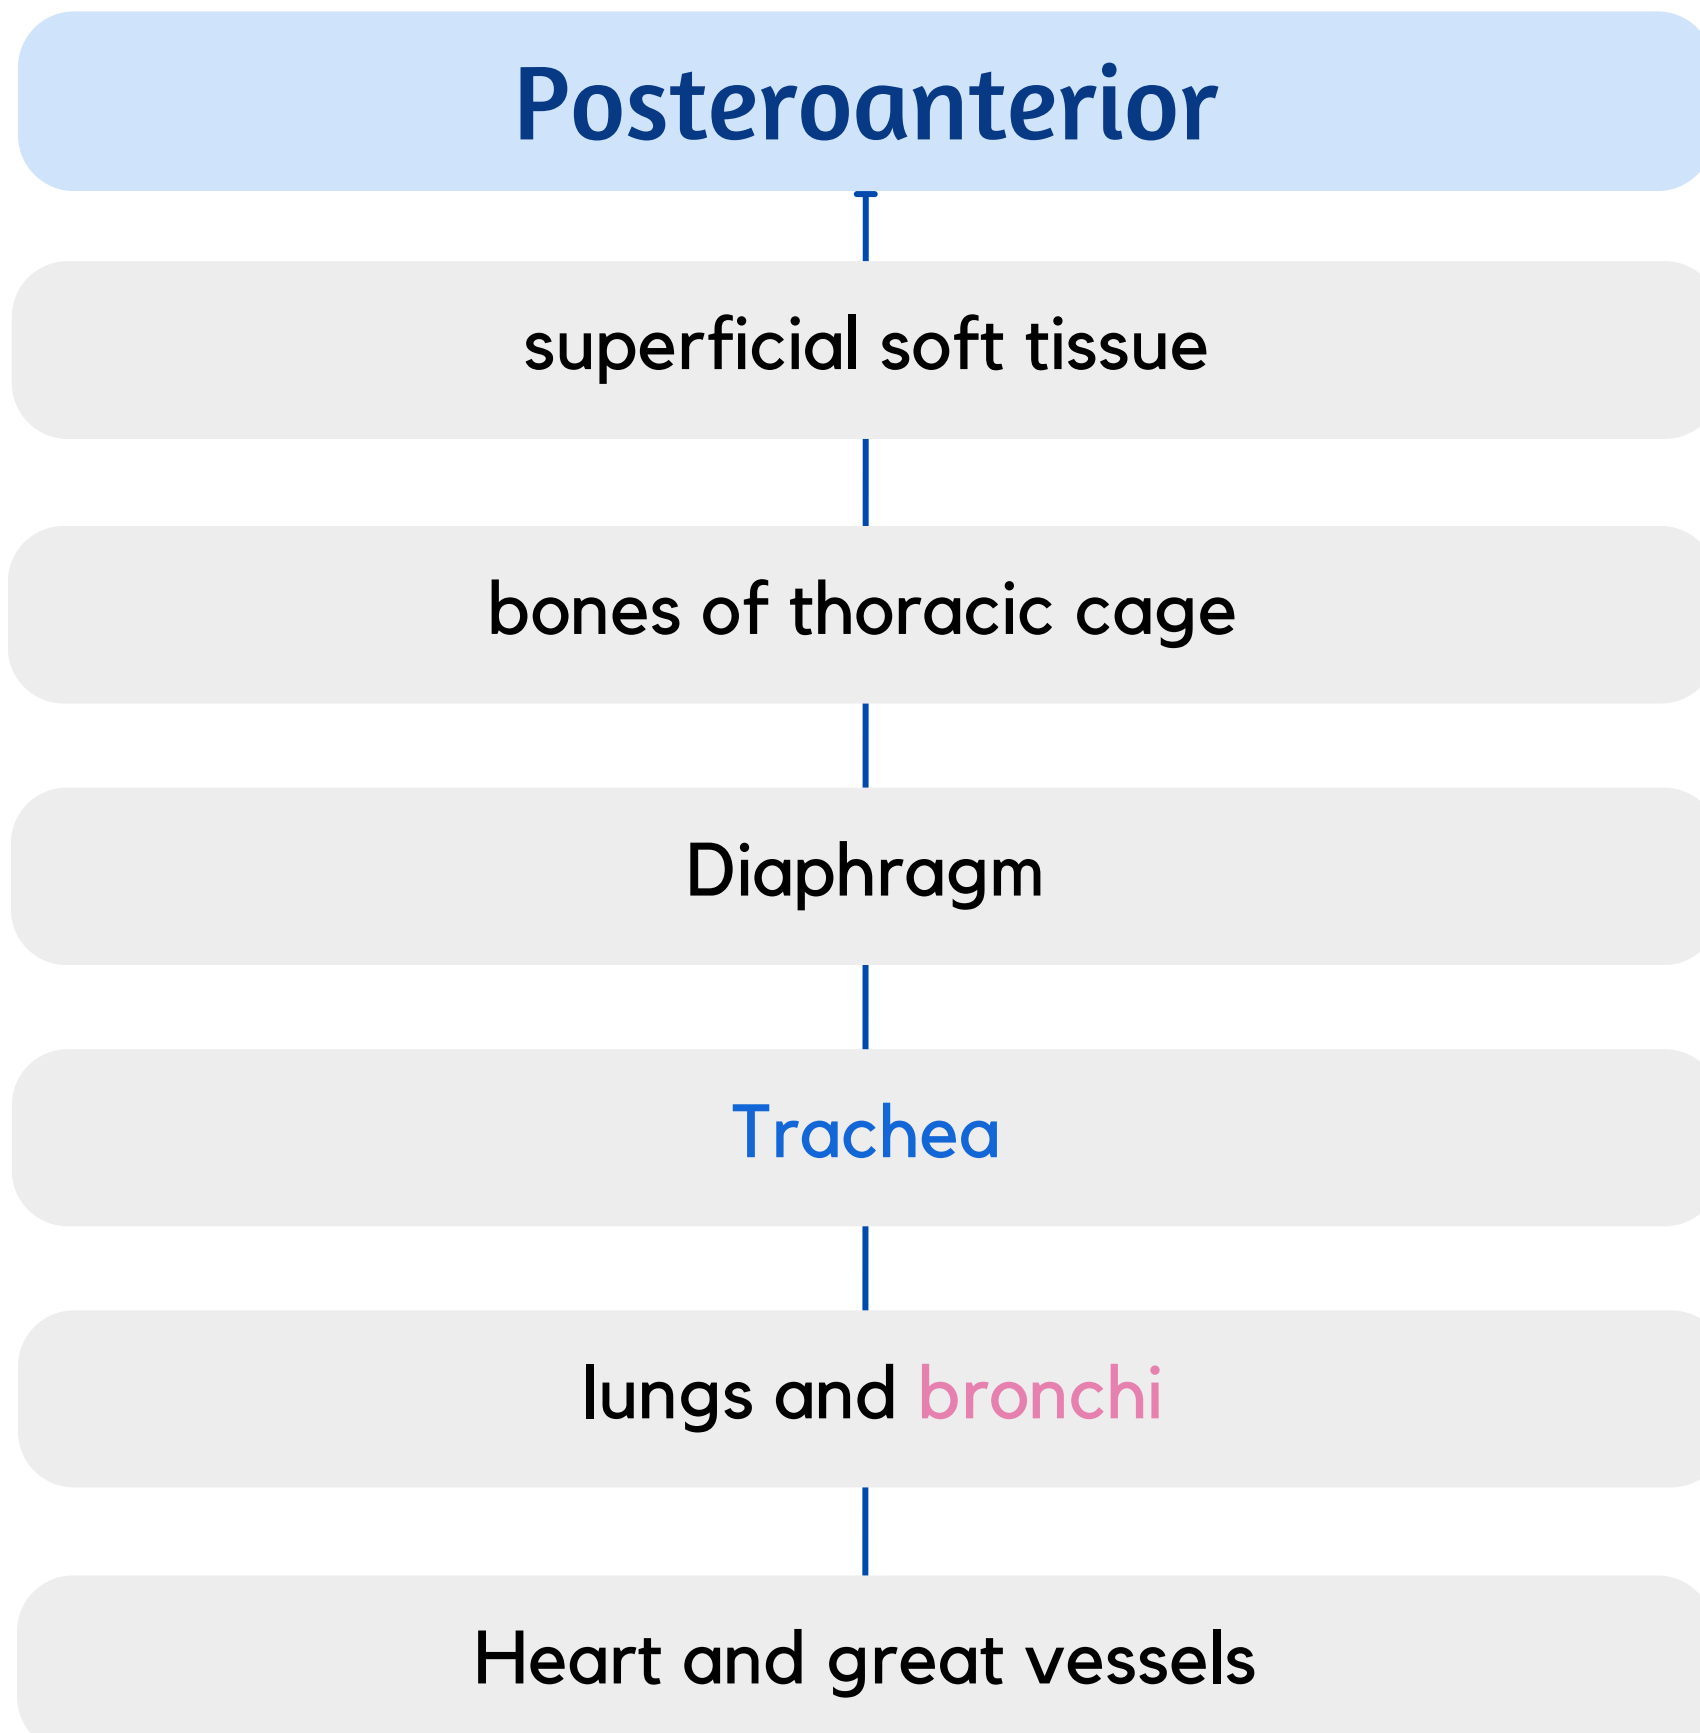 Posteroanterior
superficial soft tissue
bones of thoracic cage
Diaphragm
Trachea
lungs and bronchi
Heart and great vessels